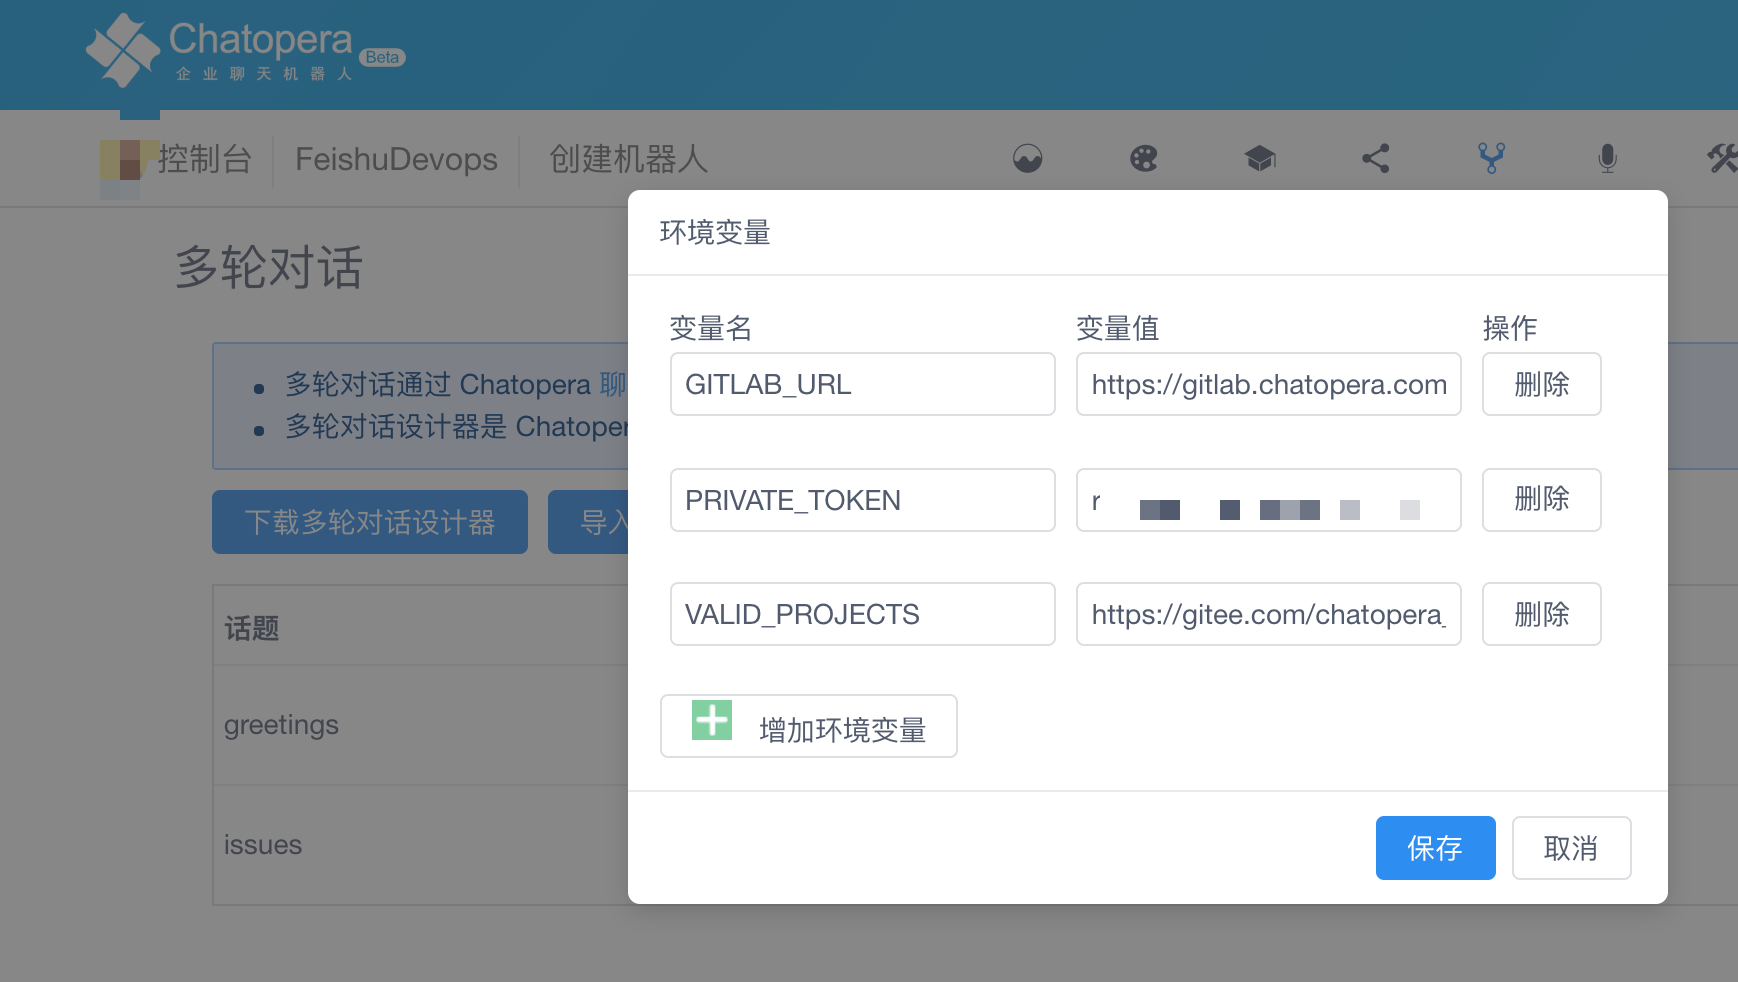 Chatopera
Beta
企业聊天机器人
控制台
FeishuDevops
创建机器人
多轮对话
多轮对话通过 Chatopera 聊
多轮对话设计器是 Chatoper
下载多轮对话设计器
导入
话题
greetings
issues
环境变量
变量名
变量值
操作
GITLAB_URL
https://gitlab.chatopera.com
删除
PRIVATE_TOKEN
r
删除
VALID_PROJECTS
https://gitee.com/chatopera_
删除
增加环境变量
保存
取消